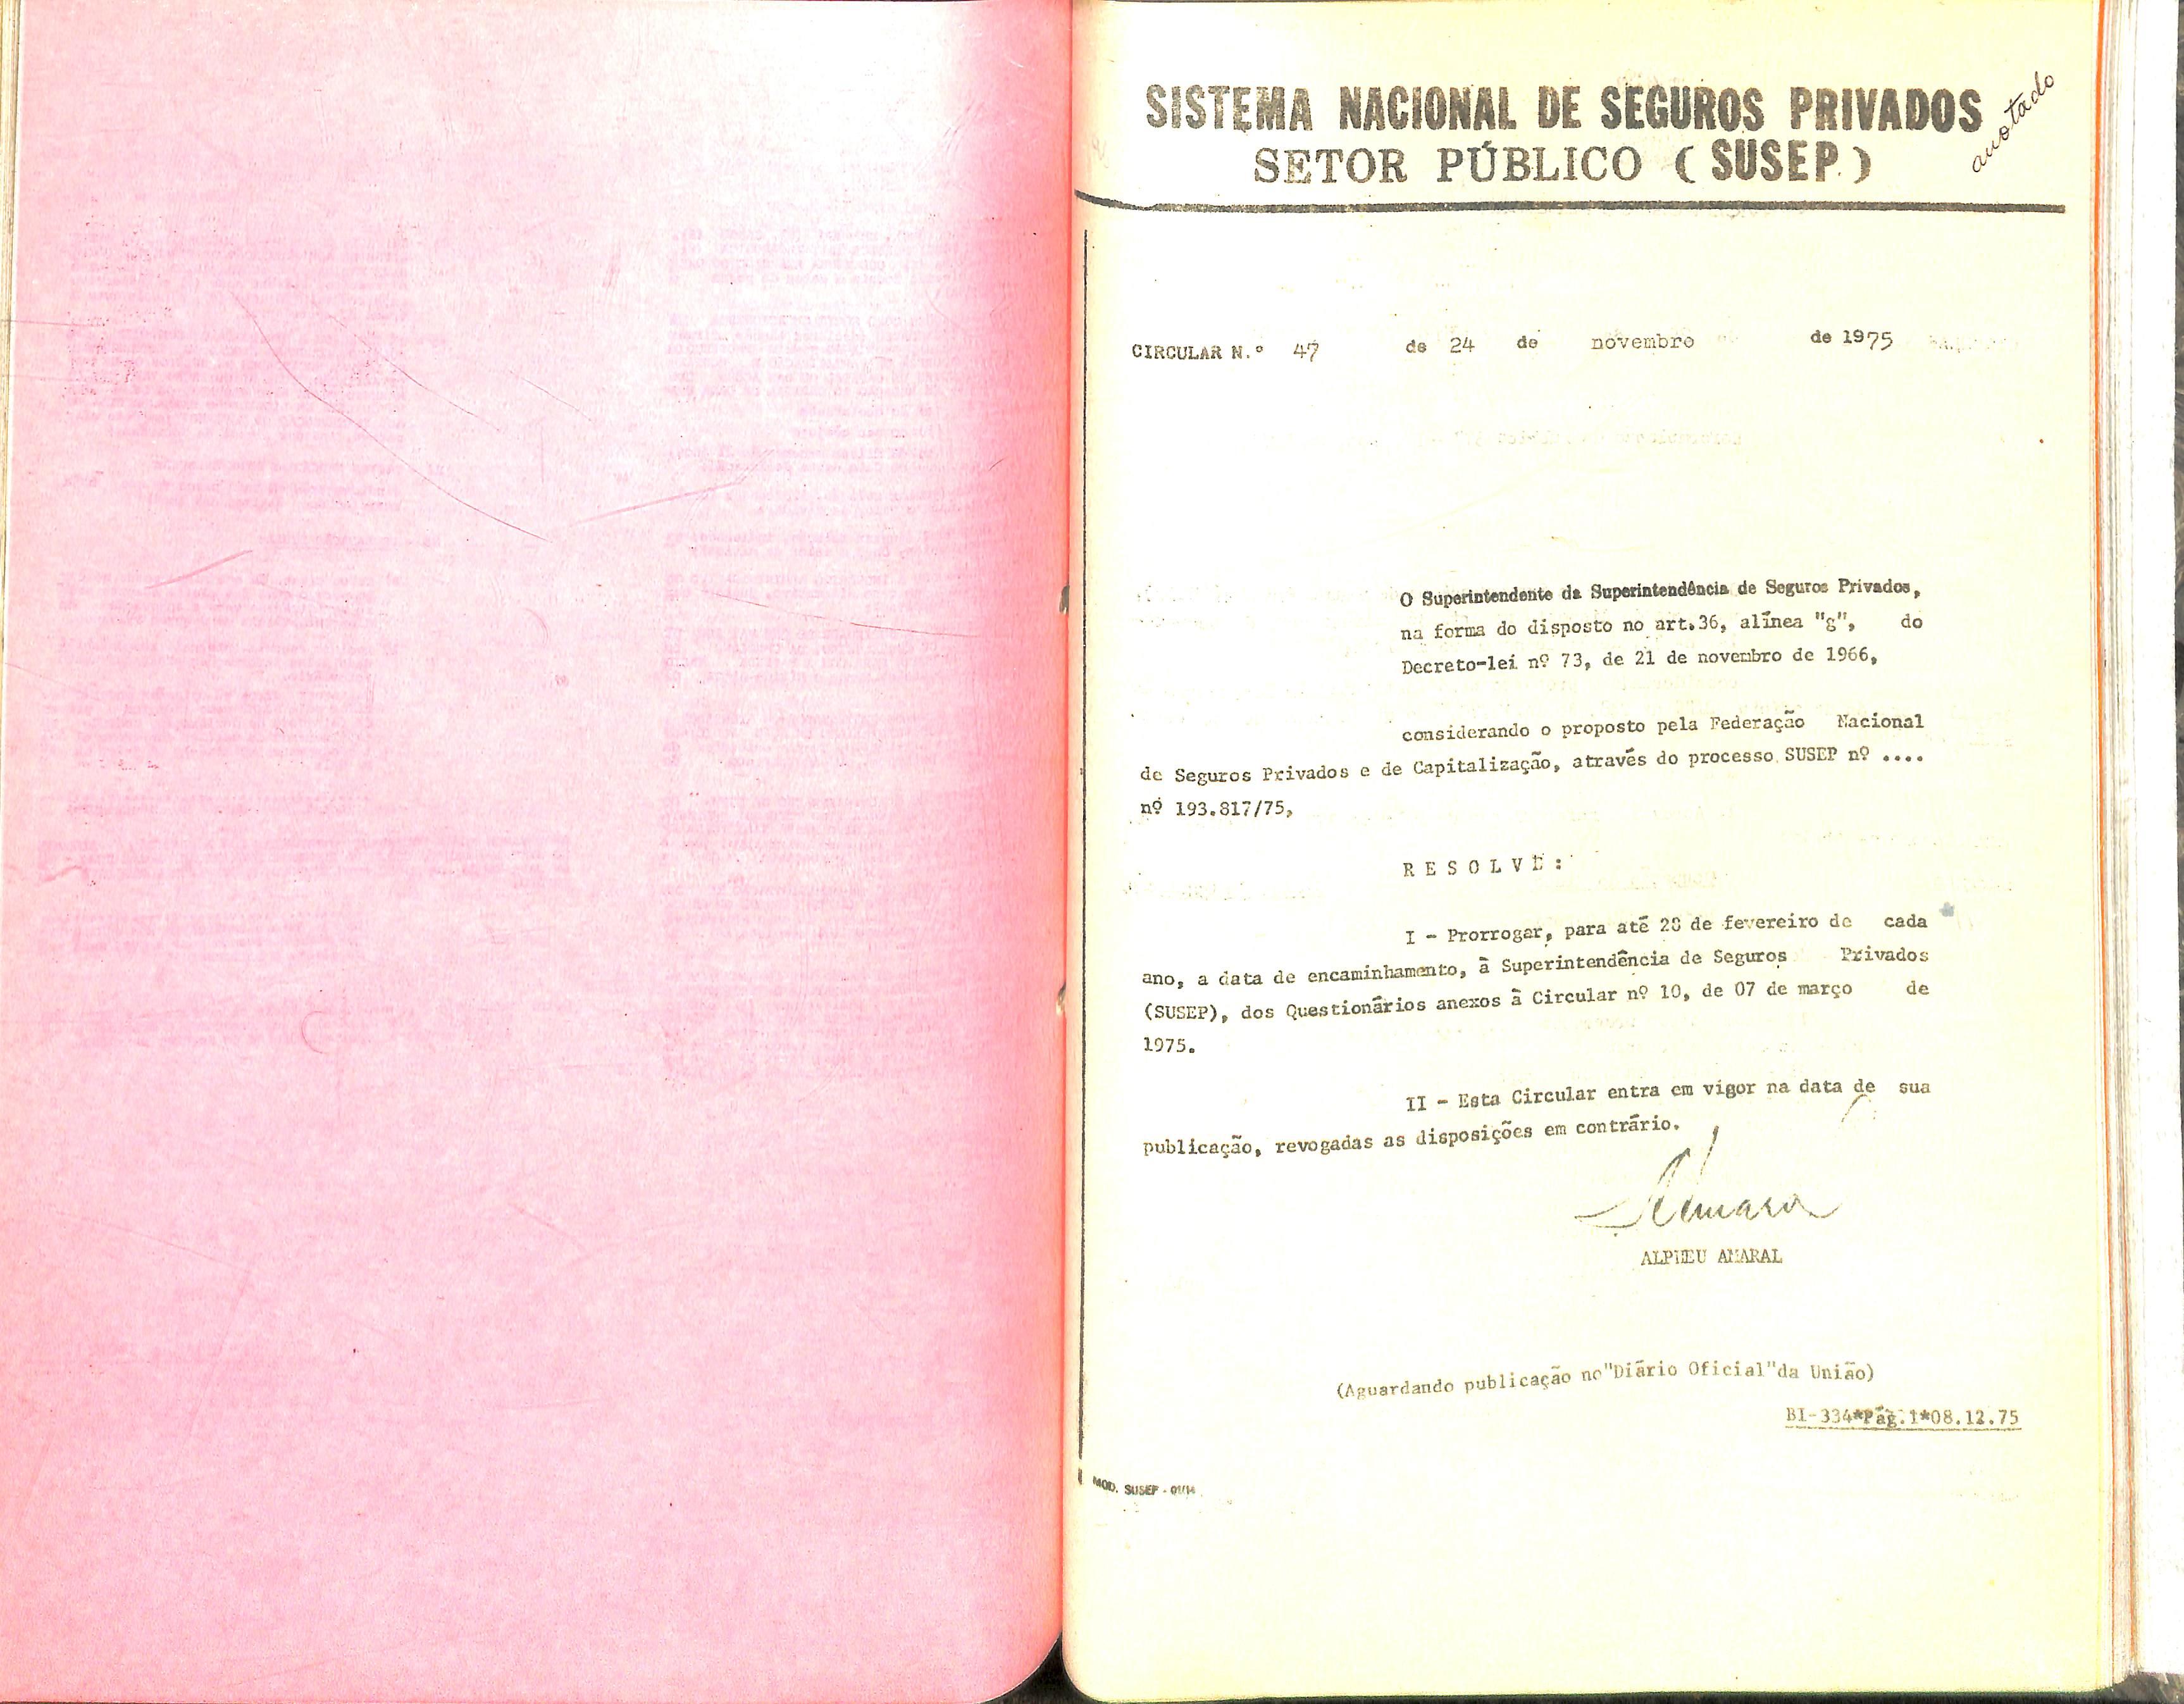 SISTEMA NACIONAL DE SEGUROS PRIVADOS
SETOR PÚBLICO (SUSEP)
anotado
CIRCULAR N.º 47 de 24 de novembro de 1975
O Superintendente da Superintendência de Seguros Privados,
na forma do disposto no art.36, alínea "g", do
Decreto-lei nº 73, de 21 de novembro de 1966,
considerando o proposto pela Federação Nacional
de Seguros Privados e de Capitalização, através do processo SUSEP nº ....
nº 193.817/75,
R E S O L V E :
I - Prorrogar, para até 28 de fevereiro de cada
ano, a data de encaminhamento, à Superintendência de Seguros Privados
(SUSEP), dos Questionários anexos à Circular nº 10, de 07 de março de
1975.
II - Esta Circular entra em vigor na data de sua
publicação, revogadas as disposições em contrário.
ALPHEU AMARAL
(Aguardando publicação no"Diário Oficial"da União)
BI-334*Pág.1*08.12.75
MOD. SUSEP - 01/14